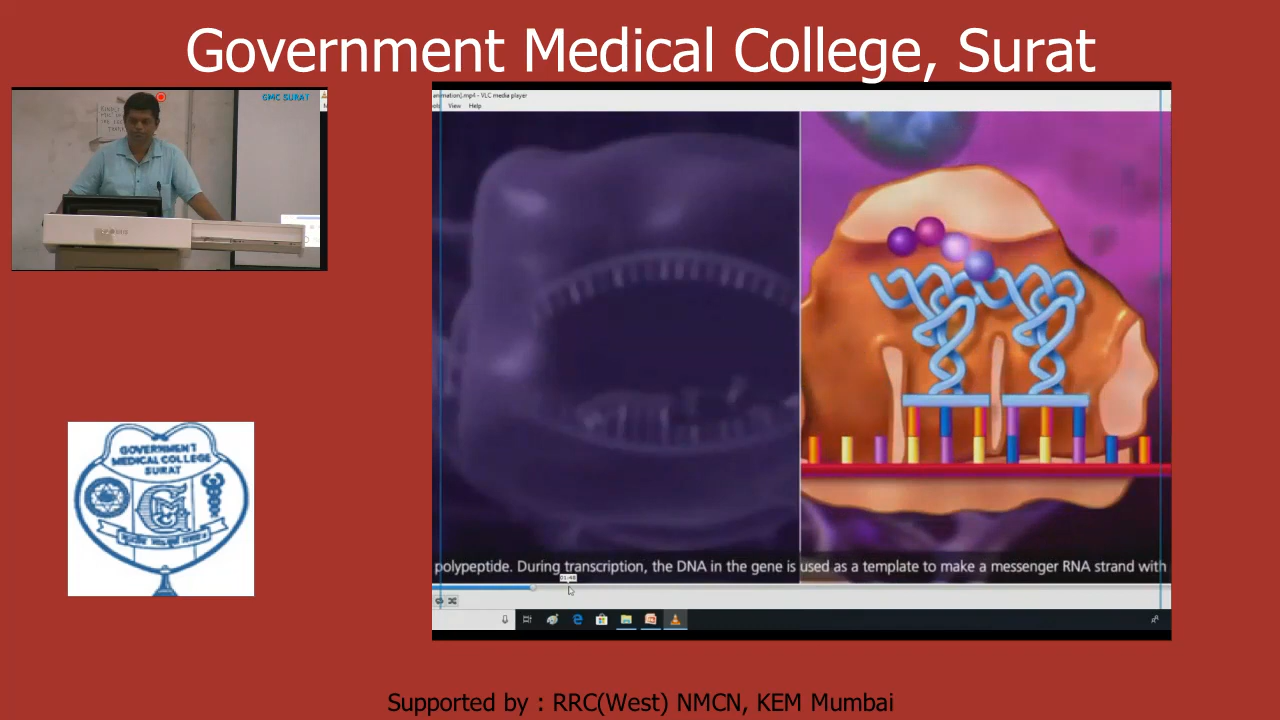 Government Medical College, Surat
GMC SURAT
animation].mp4 - VLC media player
View Help
GOVERNMENT
MEDICAL COLLEGE
SURAT
polypeptide. During transcription, the DNA in the gene is used as a template to make a messenger RNA strand with
01:48
Supported by : RRC(West) NMCN, KEM Mumbai